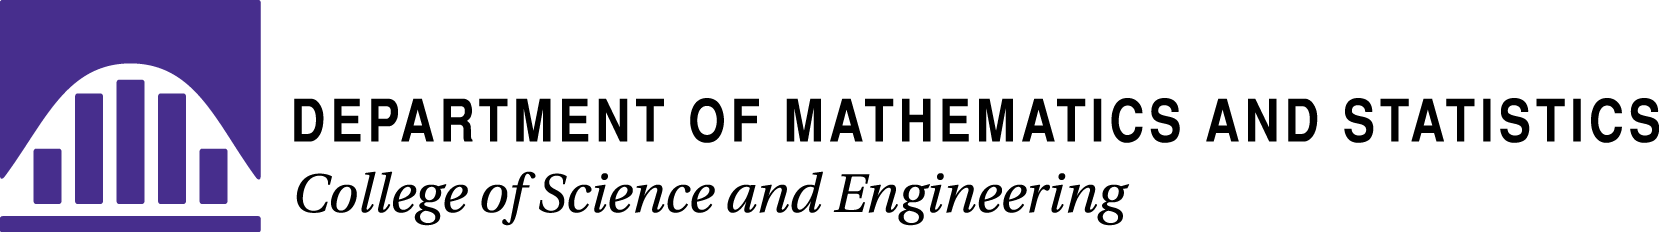 DEPARTMENT OF MATHEMATICS AND STATISTICS
College of Science and Engineering